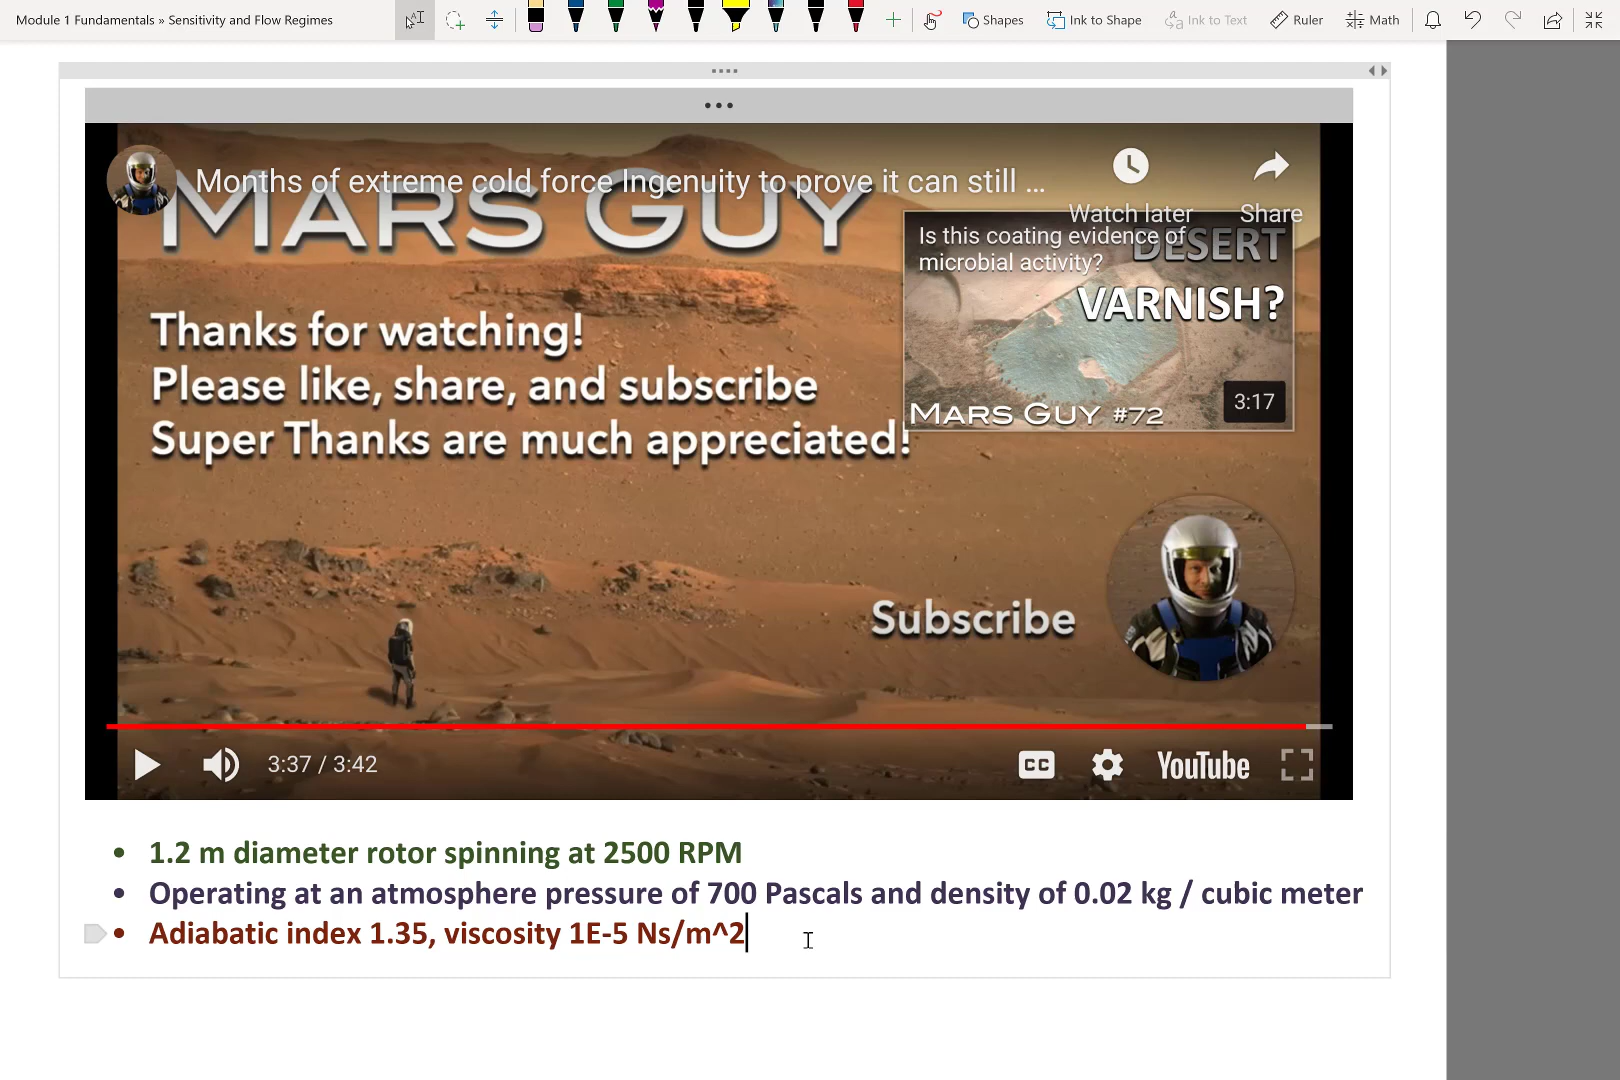 Module 1 Fundamentals » Sensitivity and Flow Regimes
Shapes
Ink to Shape
Ink to Text
Ruler
Math
Months of extreme cold force Ingenuity to prove it can still ...
MARS GUY
Watch later
Share
Is this coating evidence of
microbial activity?
DESERT
VARNISH?
MARS GUY #72
3:17
Thanks for watching!
Please like, share, and subscribe
Super Thanks are much appreciated!
Subscribe
3:37 / 3:42
CC
YouTube
• 1.2 m diameter rotor spinning at 2500 RPM
• Operating at an atmosphere pressure of 700 Pascals and density of 0.02 kg / cubic meter
• Adiabatic index 1.35, viscosity 1E-5 Ns/m^2